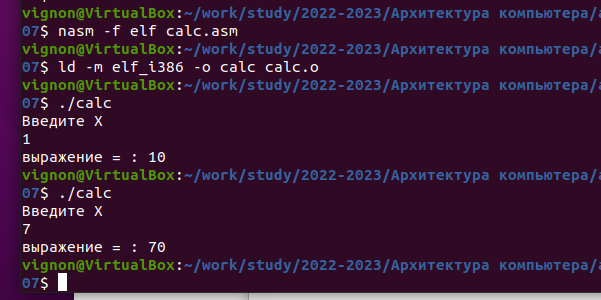 vignon@VirtualBox:~/work/study/2022-2023/Архитектура компьютера/
07$ nasm -f elf calc.asm
vignon@VirtualBox:~/work/study/2022-2023/Архитектура компьютера/
07$ ld -m elf_i386 -o calc calc.o
vignon@VirtualBox:~/work/study/2022-2023/Архитектура компьютера/
07$ ./calc
Введите X
1
выражение = : 10
vignon@VirtualBox:~/work/study/2022-2023/Архитектура компьютера/
07$ ./calc
Введите X
7
выражение = : 70
vignon@VirtualBox:~/work/study/2022-2023/Архитектура компьютера/
07$